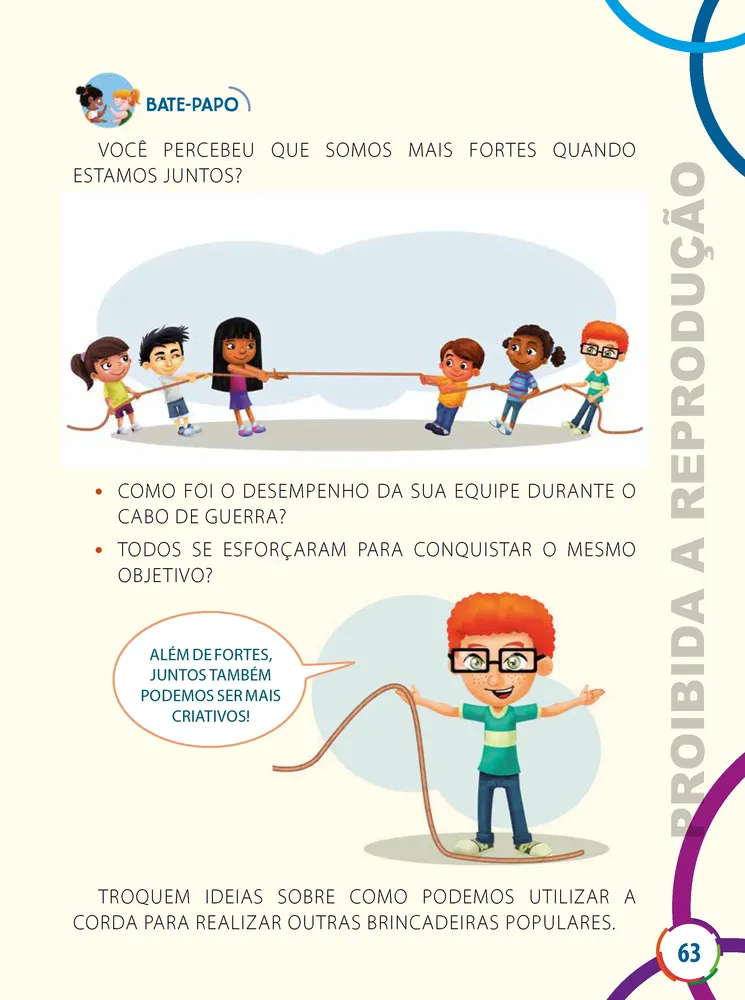 BATE-PAPO
VOCÊ PERCEBEU QUE SOMOS MAIS FORTES QUANDO
ESTAMOS JUNTOS?
• COMO FOI O DESEMPENHO DA SUA EQUIPE DURANTE O
CABO DE GUERRA?
• TODOS SE ESFORÇARAM PARA CONQUISTAR O MESMO
OBJETIVO?
ALÉM DE FORTES,
JUNTOS TAMBÉM
PODEMOS SER MAIS
CRIATIVOS!
TROQUEM IDEIAS SOBRE COMO PODEMOS UTILIZAR A
CORDA PARA REALIZAR OUTRAS BRINCADEIRAS POPULARES.
PROIBIDA A REPRODUÇÃO
63